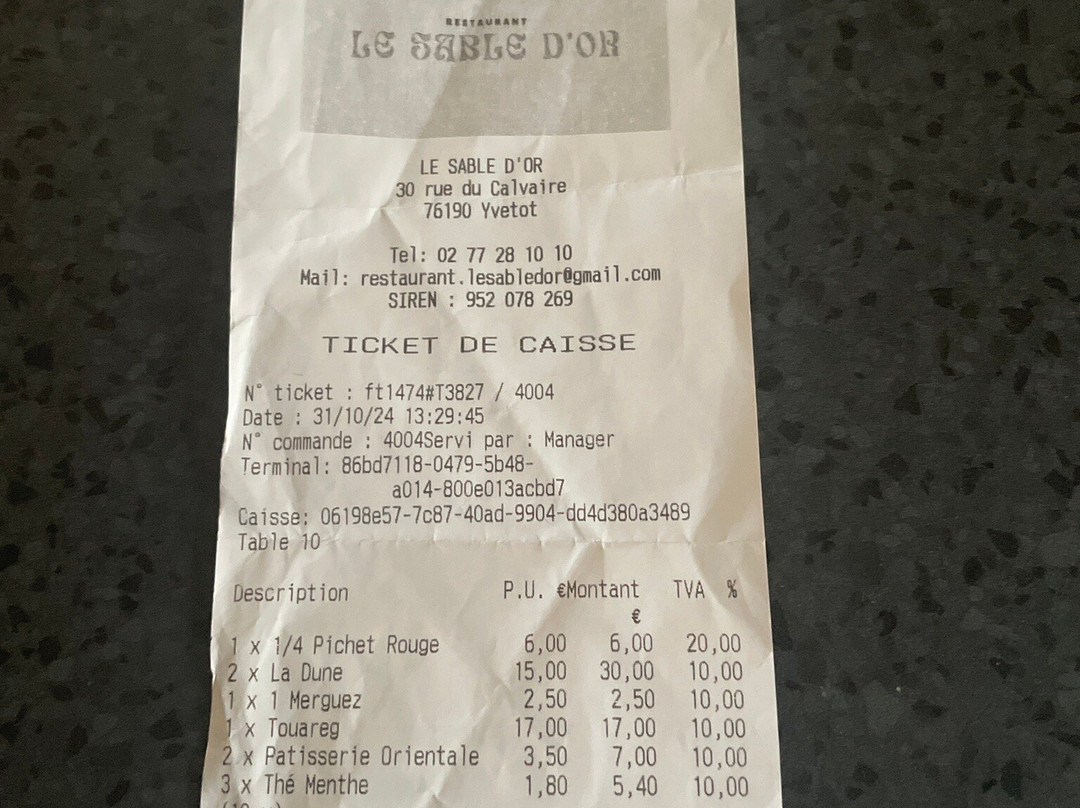 RESTAURANT
LE SABLE D'OR
LE SABLE D'OR
30 rue du Calvaire
76190 Yvetot
Tel: 02 77 28 10 10
Mail: restaurant.lesabledor@gmail.com
SIREN : 952 078 269
TICKET DE CAISSE
N° ticket : ft1474#T3827 / 4004
Date : 31/10/24 13:29:45
N° commande : 4004Servi par : Manager
Terminal: 86bd7118-0479-5b48-
a014-800e013acbd7
Caisse: 06198e57-7c87-40ad-9904-dd4d380a3489
Table 10
Description P.U. €Montant TVA %
€
1 x 1/4 Pichet Rouge 6,00 6,00 20,00
2 x La Dune 15,00 30,00 10,00
1 x 1 Merguez 2,50 2,50 10,00
1 x Touareg 17,00 17,00 10,00
2 x Patisserie Orientale 3,50 7,00 10,00
3 x Thé Menthe 1,80 5,40 10,00